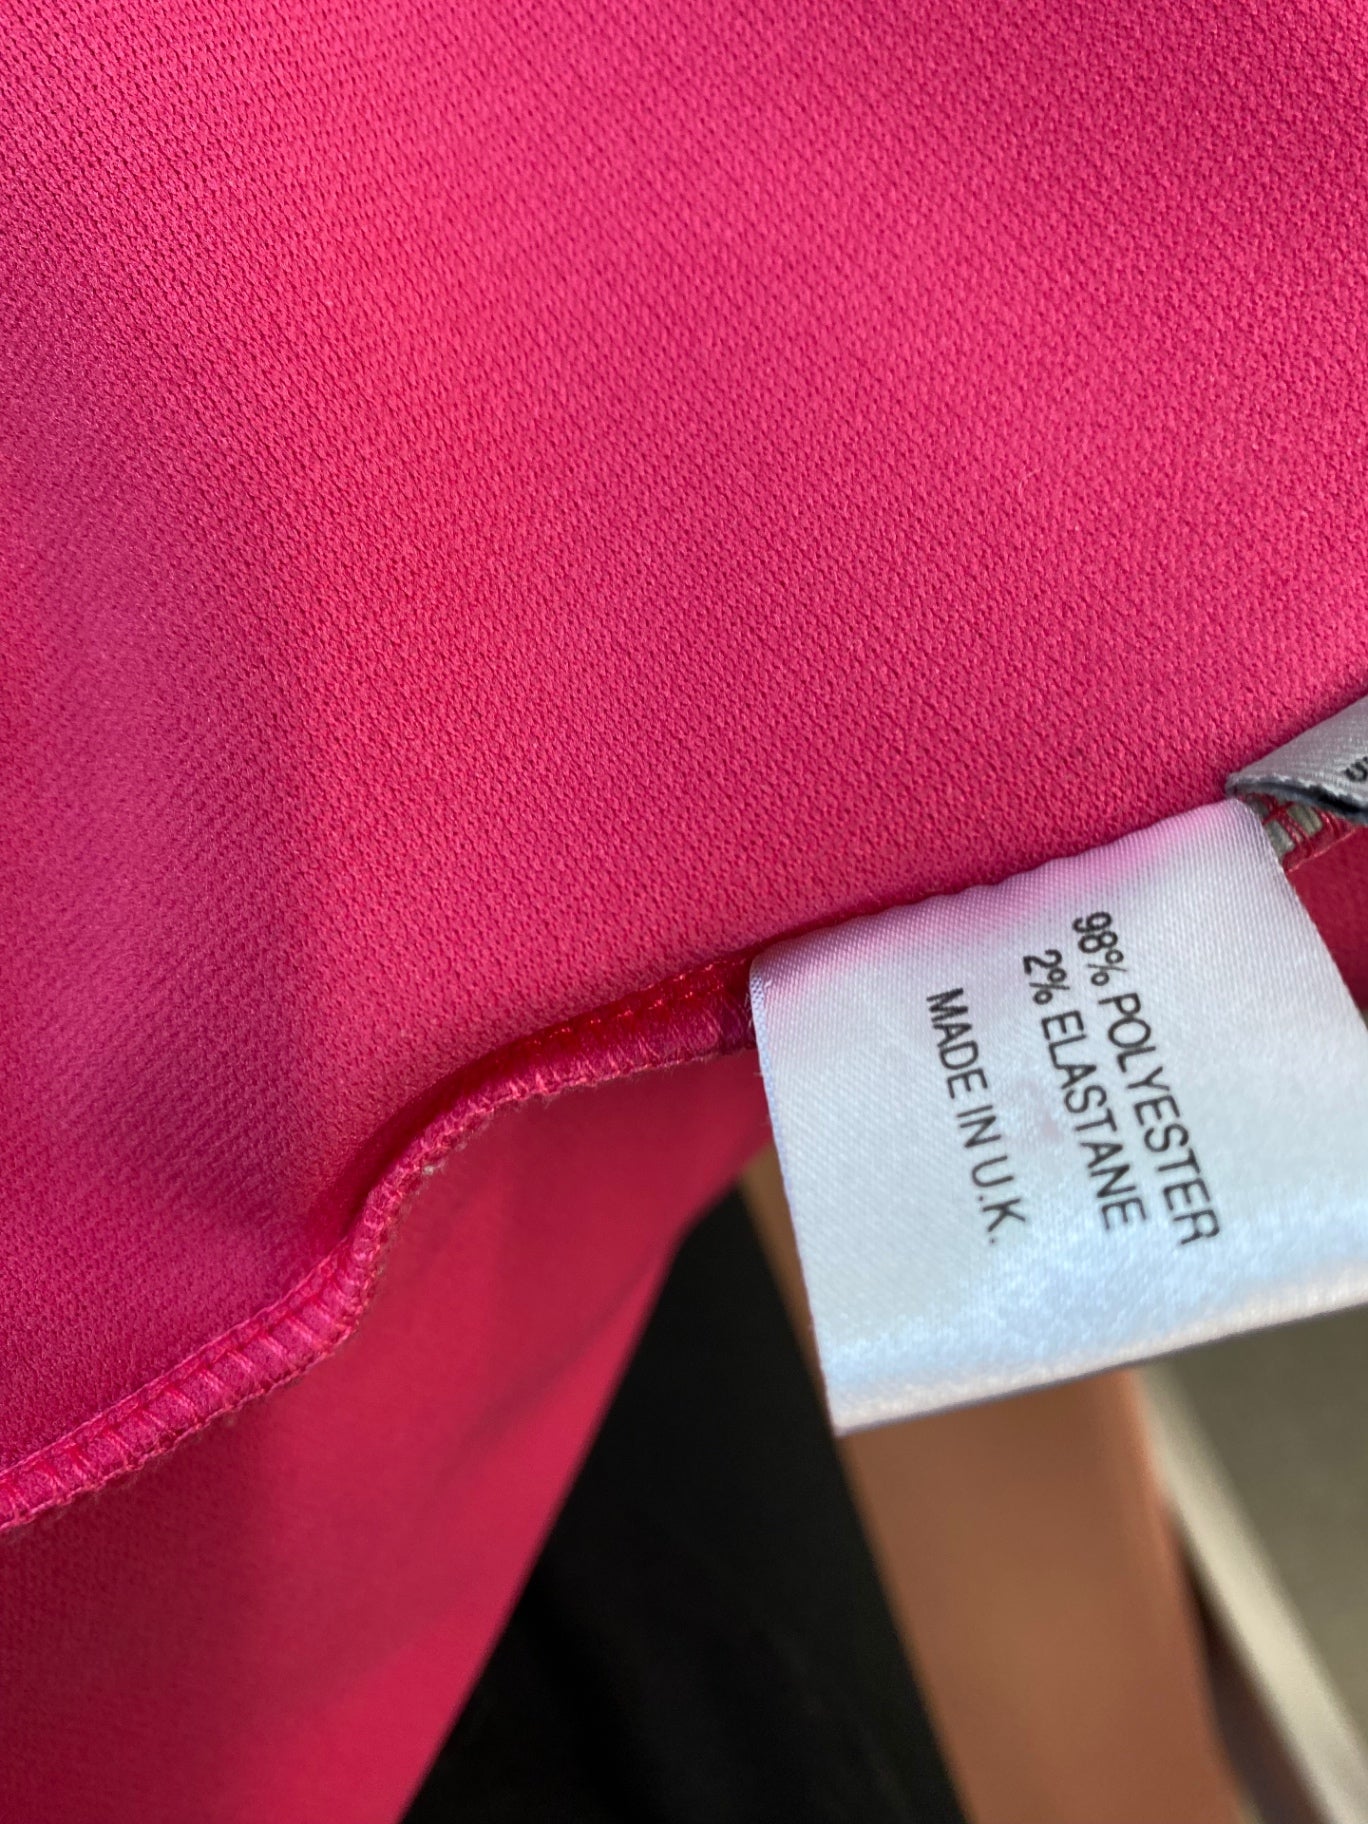 98% POLYESTER
2% ELASTANE
MADE IN U.K.